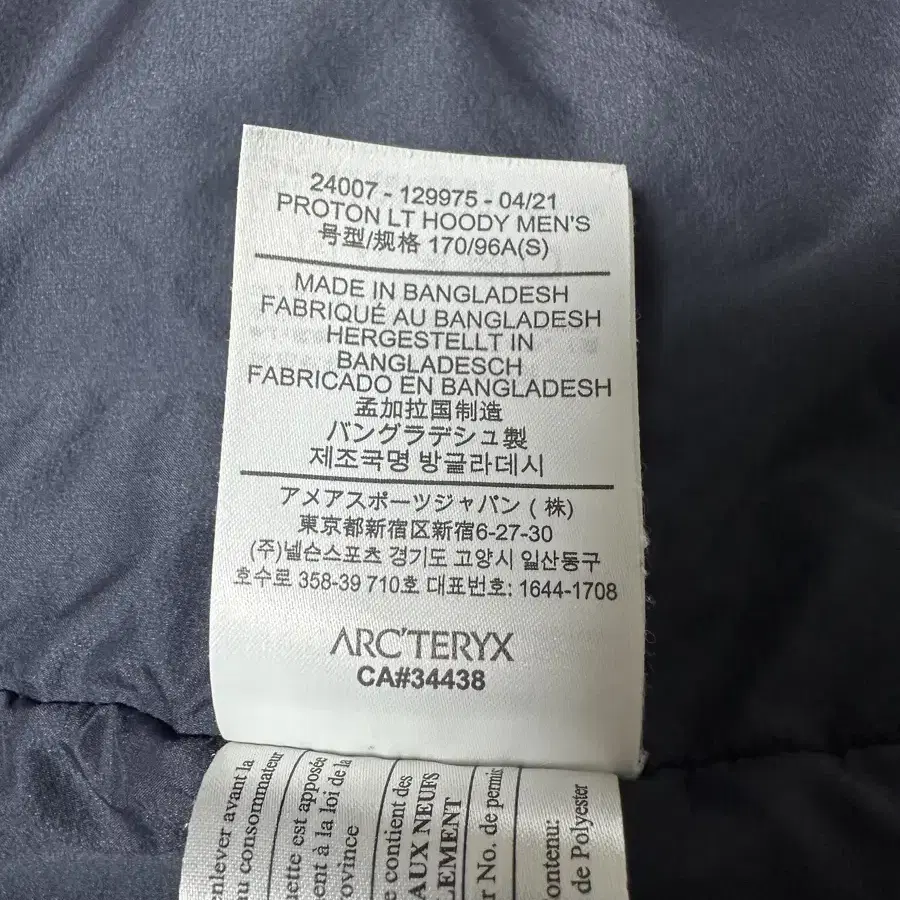 24007 - 129975 - 04/21
PROTON LT HOODY MEN'S
号型/规格 170/96A(S)
MADE IN BANGLADESH
FABRIQUÉ AU BANGLADESH
HERGESTELLT IN
BANGLADESCH
FABRICADO EN BANGLADESH
孟加拉国制造
バングラデシュ製
제조국명 방글라데시
アメアスポーツジャパン (株)
東京都新宿区新宿6-27-30
(주)넬슨스포츠 경기도 고양시 일산동구
호수로 358-39 710호 대표번호: 1644-1708
ARC'TERYX
CA#34438
enlever avant la
u consommateur
uette est apposée
ent à la loi de la
ovince
e contient des
AUX NEUFS
LEMENT
r No. de permis
ontenu:
de Polyester